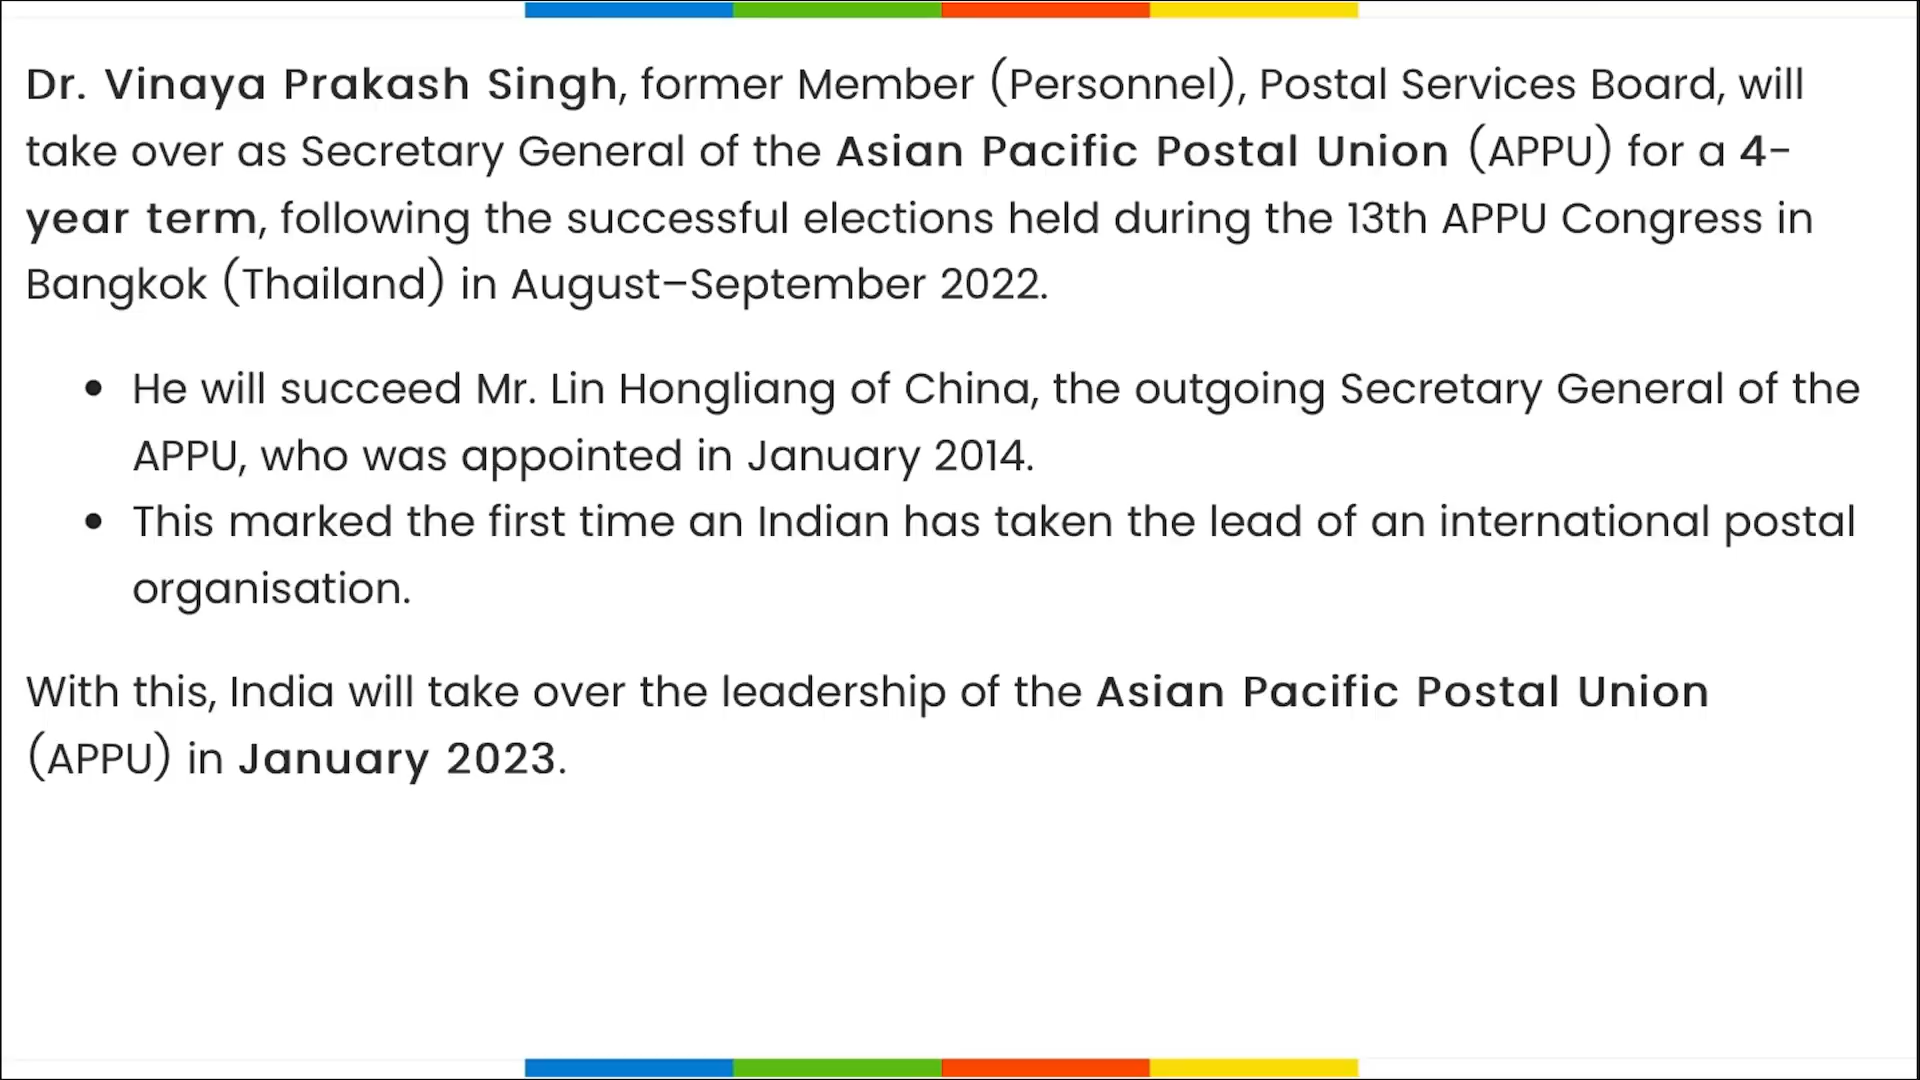 Dr. Vinaya Prakash Singh, former Member (Personnel), Postal Services Board, will
take over as Secretary General of the Asian Pacific Postal Union (APPU) for a 4-
year term, following the successful elections held during the 13th APPU Congress in
Bangkok (Thailand) in August–September 2022.
• He will succeed Mr. Lin Hongliang of China, the outgoing Secretary General of the
APPU, who was appointed in January 2014.
• This marked the first time an Indian has taken the lead of an international postal
organisation.
With this, India will take over the leadership of the Asian Pacific Postal Union
(APPU) in January 2023.